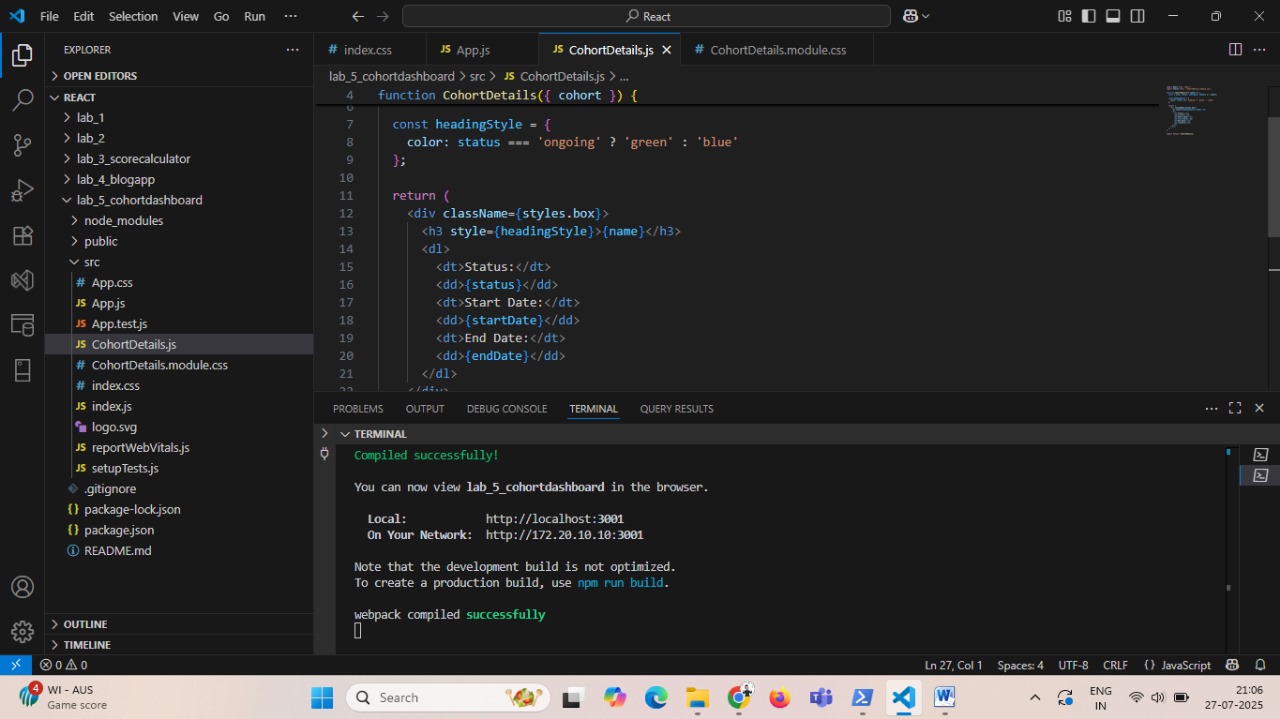 File Edit Selection View Go Run ··· React
EXPLORER ···
OPEN EDITORS
REACT
lab_1
lab_2
lab_3_scorecalculator
lab_4_blogapp
lab_5_cohortdashboard
node_modules
public
src
# App.css
JS App.js
JS App.test.js
JS CohortDetails.js
# CohortDetails.module.css
# index.css
JS index.js
logo.svg
JS reportWebVitals.js
JS setupTests.js
.gitignore
{} package-lock.json
{} package.json
README.md
OUTLINE
TIMELINE
# index.css JS App.js JS CohortDetails.js # CohortDetails.module.css
lab_5_cohortdashboard > src > JS CohortDetails.js > ...
4 function CohortDetails({ cohort }) {
6
7 const headingStyle = {
8 color: status === 'ongoing' ? 'green' : 'blue'
9 };
10
11 return (
12 <div className={styles.box}>
13 <h3 style={headingStyle}>{name}</h3>
14 <dl>
15 <dt>Status:</dt>
16 <dd>{status}</dd>
17 <dt>Start Date:</dt>
18 <dd>{startDate}</dd>
19 <dt>End Date:</dt>
20 <dd>{endDate}</dd>
21 </dl>
22 </div>
PROBLEMS OUTPUT DEBUG CONSOLE TERMINAL QUERY RESULTS
TERMINAL
Compiled successfully!
You can now view lab_5_cohortdashboard in the browser.
Local: http://localhost:3001
On Your Network: http://172.20.10.10:3001
Note that the development build is not optimized.
To create a production build, use npm run build.
webpack compiled successfully
0 0 Ln 27, Col 1 Spaces: 4 UTF-8 CRLF {} JavaScript
4 WI - AUS
Game score
Search
ENG
IN
21:06
27-07-2025